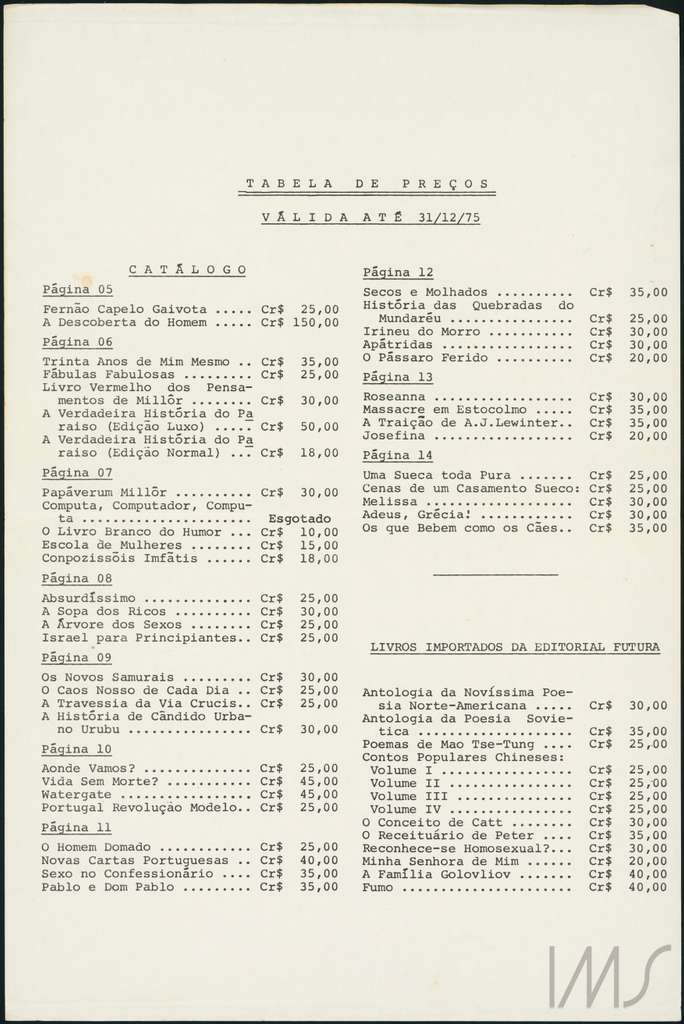 TABELA DE PREÇOS
VÁLIDA ATÉ 31/12/75
CATÁLOGO
Página 05
Fernão Capelo Gaivota ..... Cr$ 25,00
A Descoberta do Homem ..... Cr$ 150,00
Página 06
Trinta Anos de Mim Mesmo .. Cr$ 35,00
Fábulas Fabulosas ......... Cr$ 25,00
Livro Vermelho dos Pensa-
mentos de Millôr ........ Cr$ 30,00
A Verdadeira História do Pa
raiso (Edição Luxo) ..... Cr$ 50,00
A Verdadeira História do Pa
raiso (Edição Normal) ... Cr$ 18,00
Página 07
Papáverum Millôr .......... Cr$ 30,00
Computa, Computador, Compu-
ta ...................... Esgotado
O Livro Branco do Humor ... Cr$ 10,00
Escola de Mulheres ........ Cr$ 15,00
Conpozissõis Imfãtis ...... Cr$ 18,00
Página 08
Absurdíssimo .............. Cr$ 25,00
A Sopa dos Ricos .......... Cr$ 30,00
A Árvore dos Sexos ........ Cr$ 25,00
Israel para Principiantes.. Cr$ 25,00
Página 09
Os Novos Samurais ......... Cr$ 30,00
O Caos Nosso de Cada Dia .. Cr$ 25,00
A Travessia da Via Crucis.. Cr$ 25,00
A História de Cândido Urba-
no Urubu ................ Cr$ 30,00
Página 10
Aonde Vamos? .............. Cr$ 25,00
Vida Sem Morte? ........... Cr$ 45,00
Watergate ................. Cr$ 45,00
Portugal Revolução Modelo.. Cr$ 25,00
Página 11
O Homem Domado ............ Cr$ 25,00
Novas Cartas Portuguesas .. Cr$ 40,00
Sexo no Confessionário .... Cr$ 35,00
Pablo e Dom Pablo ......... Cr$ 35,00
Página 12
Secos e Molhados .......... Cr$ 35,00
História das Quebradas do
Mundaréu ................ Cr$ 25,00
Irineu do Morro ........... Cr$ 30,00
Apátridas ................. Cr$ 30,00
O Pássaro Ferido .......... Cr$ 20,00
Página 13
Roseanna .................. Cr$ 30,00
Massacre em Estocolmo ..... Cr$ 35,00
A Traição de A.J.Lewinter.. Cr$ 35,00
Josefina .................. Cr$ 20,00
Página 14
Uma Sueca toda Pura ....... Cr$ 25,00
Cenas de um Casamento Sueco: Cr$ 25,00
Melissa ................... Cr$ 30,00
Adeus, Grécia! ............ Cr$ 30,00
Os que Bebem como os Cães.. Cr$ 35,00
LIVROS IMPORTADOS DA EDITORIAL FUTURA
Antologia da Novíssima Poe-
sia Norte-Americana ..... Cr$ 30,00
Antologia da Poesia Sovie-
tica .................... Cr$ 35,00
Poemas de Mao Tse-Tung .... Cr$ 25,00
Contos Populares Chineses:
Volume I ................. Cr$ 25,00
Volume II ................ Cr$ 25,00
Volume III ............... Cr$ 25,00
Volume IV ................ Cr$ 25,00
O Conceito de Catt ........ Cr$ 30,00
O Receituário de Peter .... Cr$ 35,00
Reconhece-se Homosexual?... Cr$ 30,00
Minha Senhora de Mim ...... Cr$ 20,00
A Família Golovliov ....... Cr$ 40,00
Fumo ...................... Cr$ 40,00
IMS